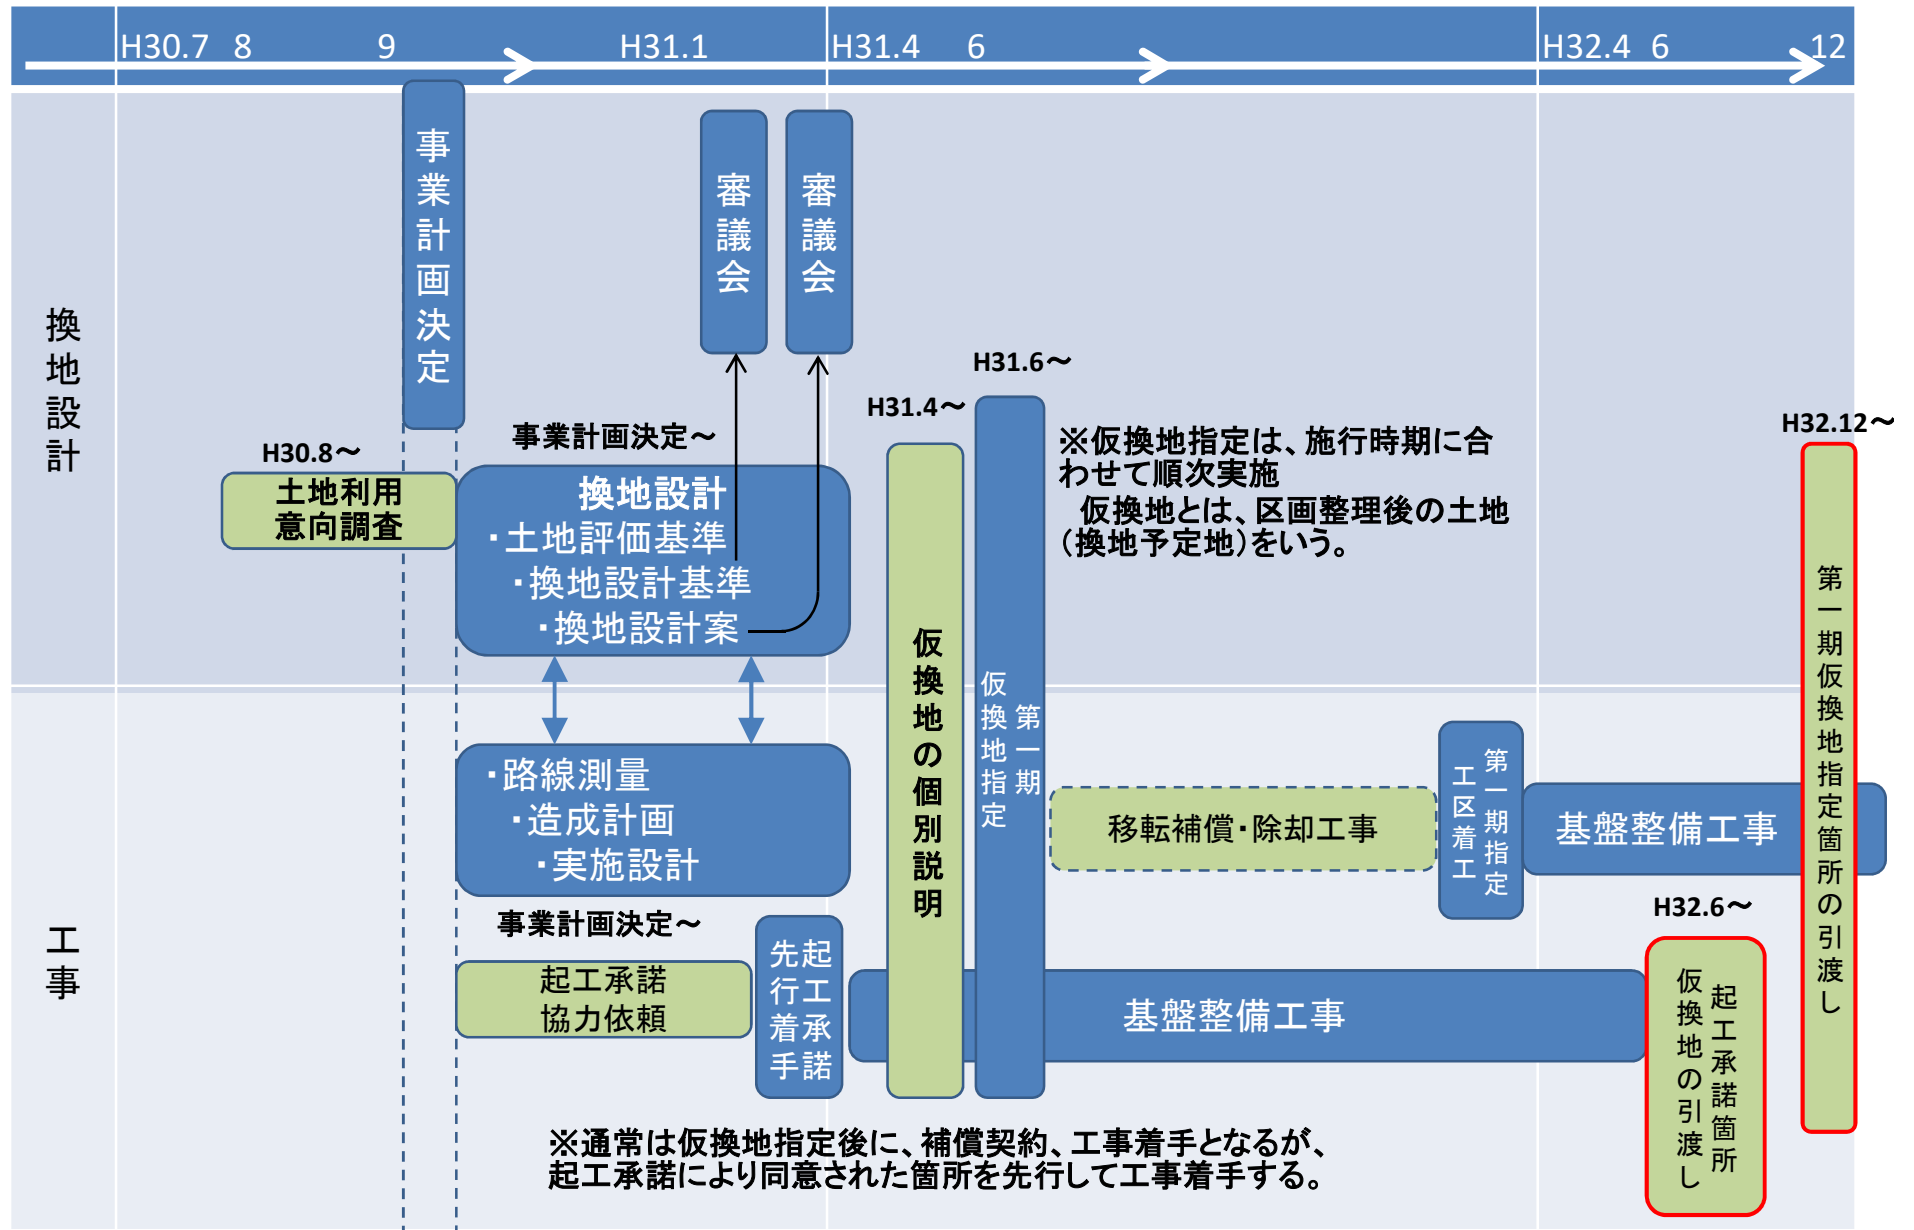 H30.7 8 9 H31.1 H31.4 6 H32.4 6 12
換地設計
事業計画決定
審議会
審議会
H30.8～
土地利用
意向調査
事業計画決定～
換地設計
・土地評価基準
・換地設計基準
・換地設計案
H31.4～
仮換地の個別説明
H31.6～
第一期
仮換地指定
※仮換地指定は、施行時期に合
わせて順次実施
仮換地とは、区画整理後の土地
（換地予定地）をいう。
H32.12～
第一期仮換地指定箇所の引渡し
工事
・路線測量
・造成計画
・実施設計
移転補償・除却工事
第一期指定
工区着工
基盤整備工事
事業計画決定～
起工承諾
協力依頼
起工承諾
先行着手
基盤整備工事
H32.6～
起工承諾箇所
仮換地の引渡し
※通常は仮換地指定後に、補償契約、工事着手となるが、
起工承諾により同意された箇所を先行して工事着手する。